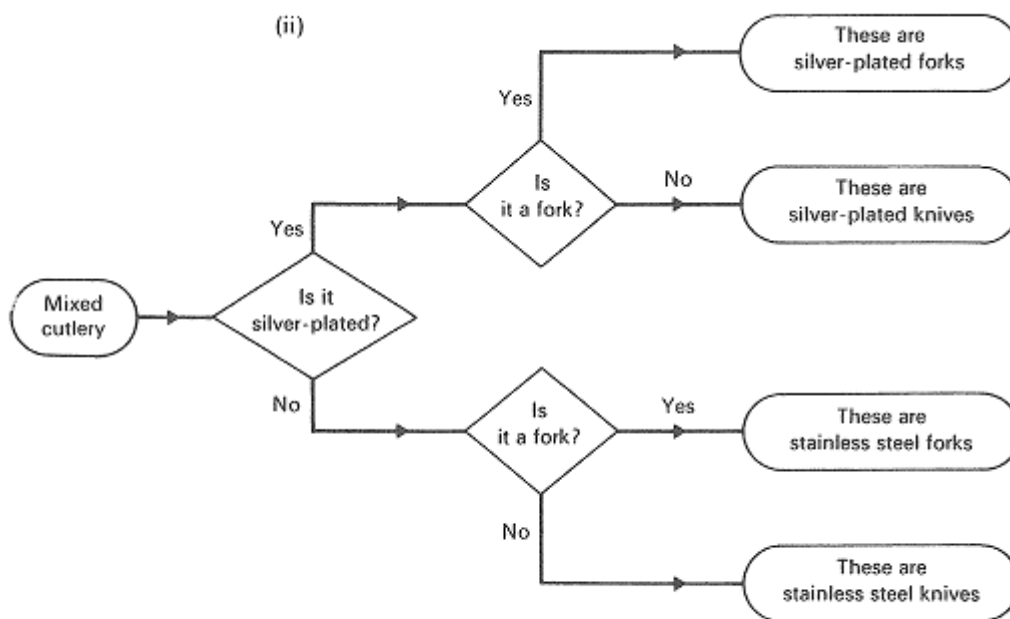 (ii)
These are
silver-plated forks
Yes
Is
it a fork?
No
These are
silver-plated knives
Yes
Mixed
cutlery
Is it
silver-plated?
No
Is
it a fork?
Yes
These are
stainless steel forks
No
These are
stainless steel knives